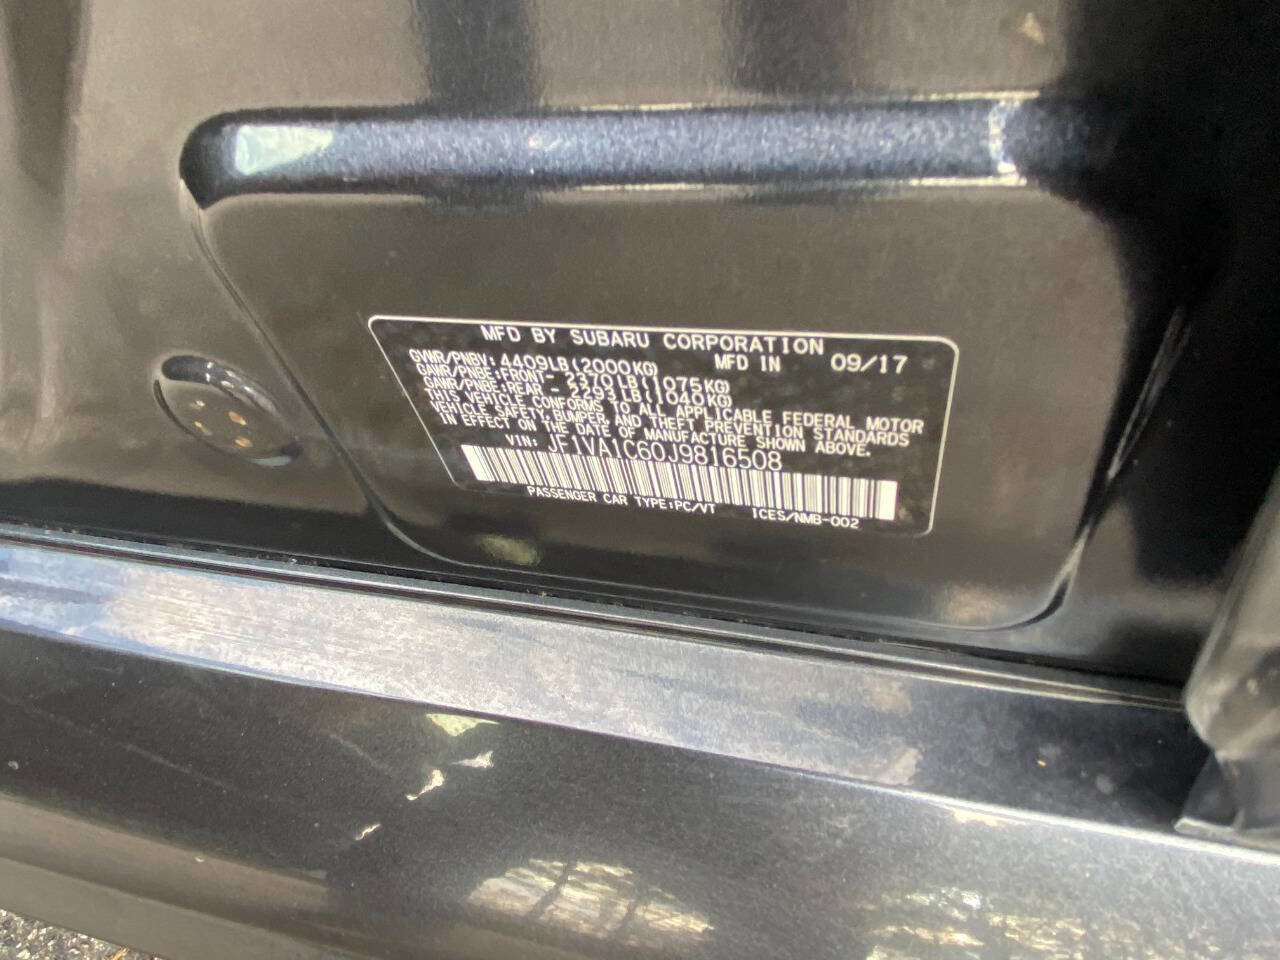 MFD BY SUBARU CORPORATION
GVWR/PNBV: 4409LB(2000KG) MFD IN 09/17
GAWR/PNBE:FRONT- 2370LB(1075KG)
GAWR/PNBE:REAR - 2293LB(1040KG)
THIS VEHICLE CONFORMS TO ALL APPLICABLE FEDERAL MOTOR
VEHICLE SAFETY, BUMPER, AND THEFT PREVENTION STANDARDS
IN EFFECT ON THE DATE OF MANUFACTURE SHOWN ABOVE.
VIN: JF1VA1C60J9816508
PASSENGER CAR TYPE:PC/VT ICES/NMB-002